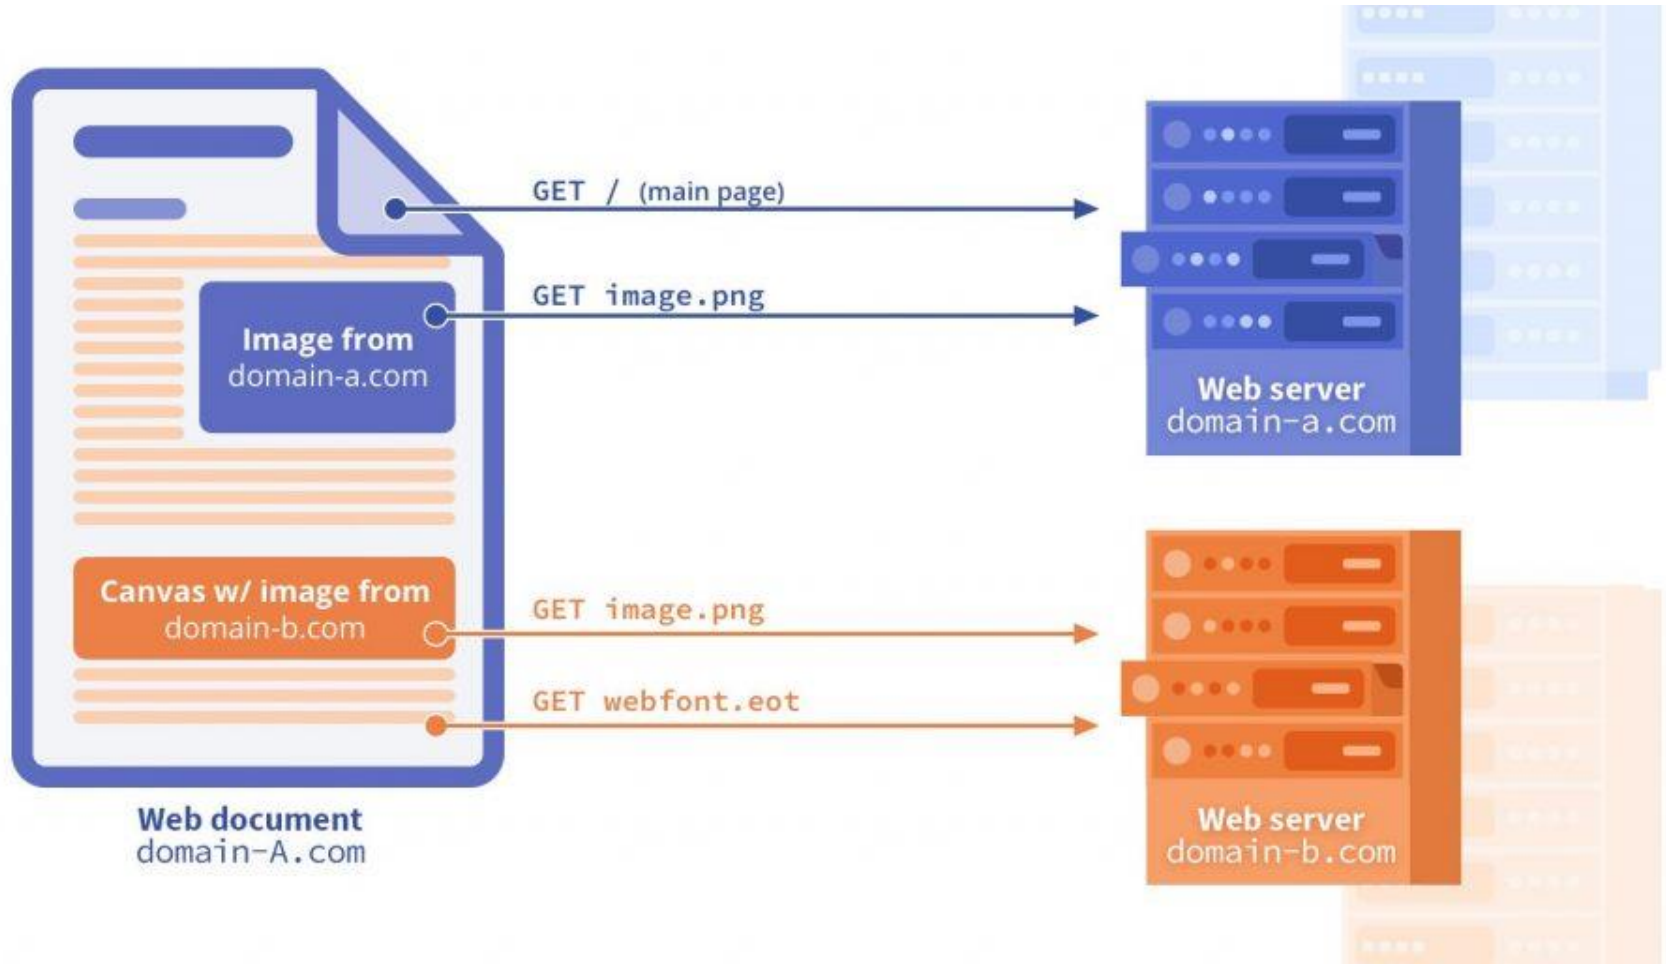 GET / (main page)
GET image.png
Image from
domain-a.com
Web server
domain-a.com
Canvas w/ image from
domain-b.com
GET image.png
GET webfont.eot
Web document
domain-A.com
Web server
domain-b.com